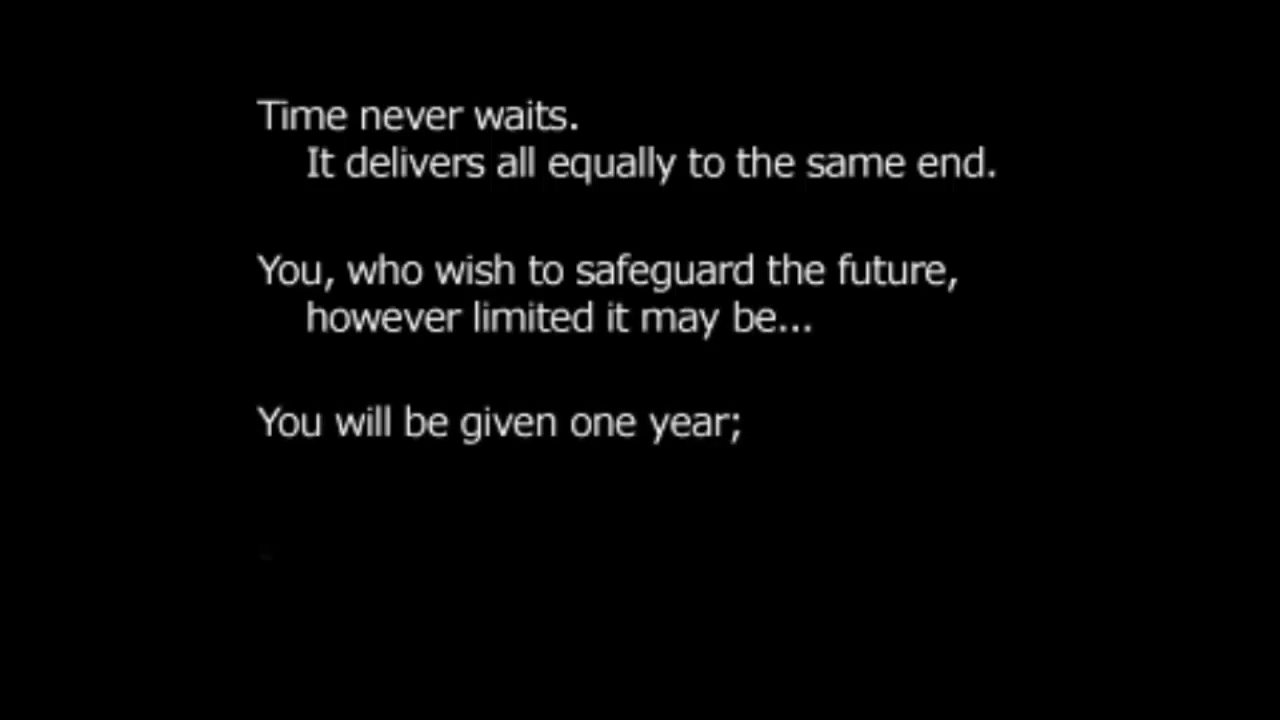 Time never waits.
It delivers all equally to the same end.
You, who wish to safeguard the future,
however limited it may be...
You will be given one year;